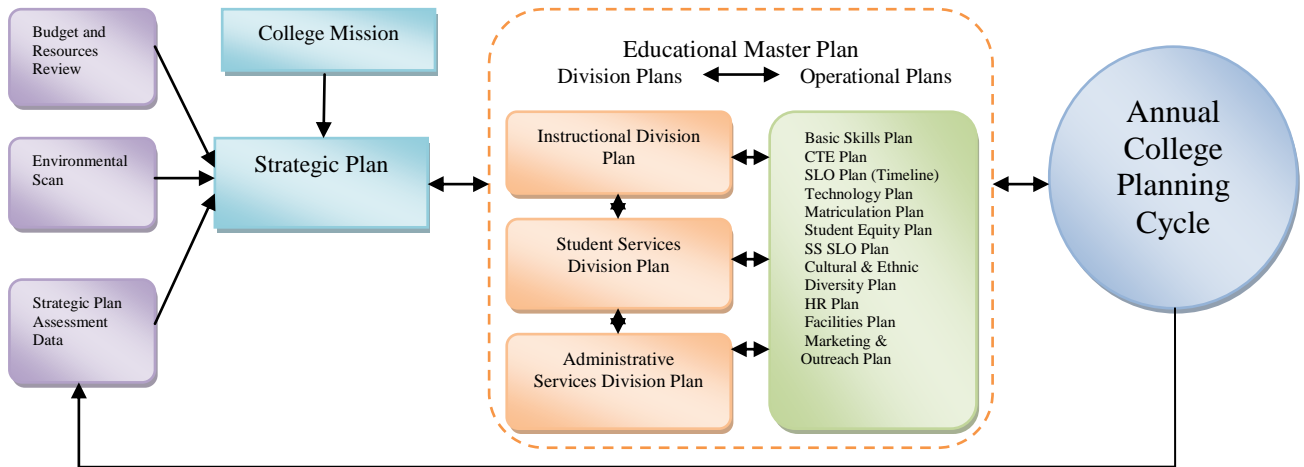 Budget and
Resources
Review
College Mission
Environmental
Scan
Strategic Plan
Strategic Plan
Assessment
Data
Educational Master Plan
Division Plans
Operational Plans
Instructional Division
Plan
Student Services
Division Plan
Administrative
Services Division Plan
Basic Skills Plan
CTE Plan
SLO Plan (Timeline)
Technology Plan
Matriculation Plan
Student Equity Plan
SS SLO Plan
Cultural & Ethnic
Diversity Plan
HR Plan
Facilities Plan
Marketing &
Outreach Plan
Annual
College
Planning
Cycle